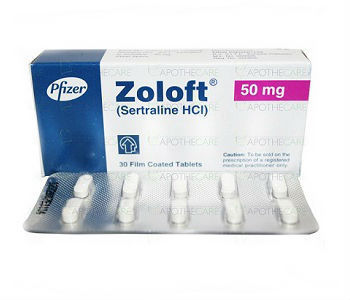 APOTHECARE
Pfizer
Zoloft®
(Sertraline HCl)
50 mg
30 Film Coated Tablets
Caution: To be sold on the
prescription of a registered
medical practitioner only.